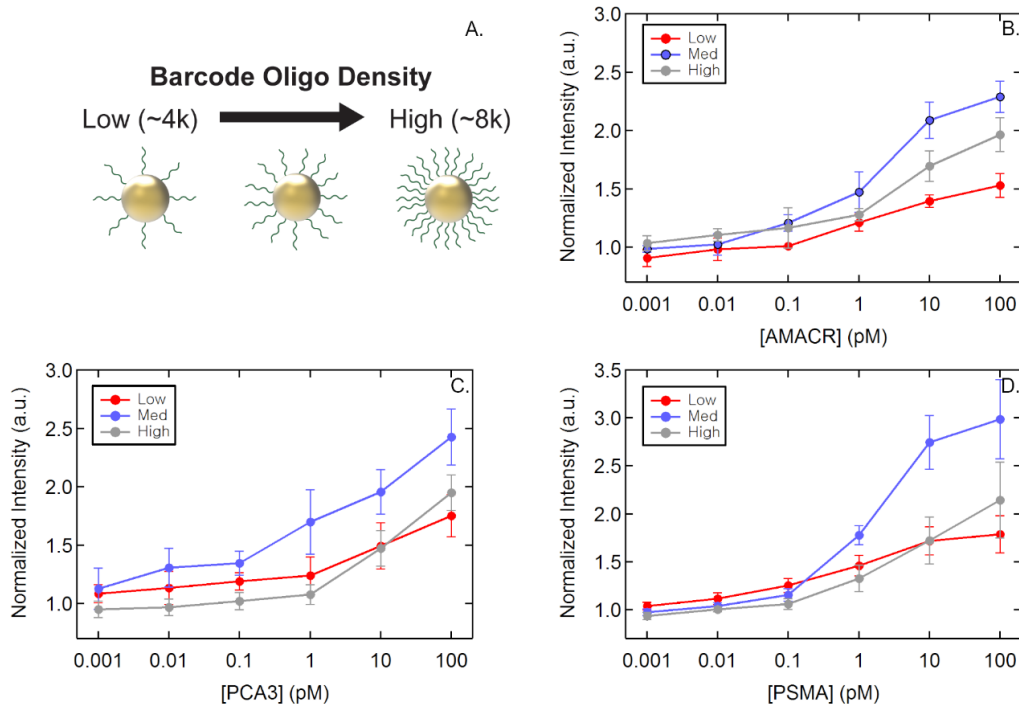 A.
Barcode Oligo Density
Low (~4k)
High (~8k)
B.
Normalized Intensity (a.u.)
3.0
2.5
2.0
1.5
1.0
Low
Med
High
0.001 0.01 0.1 1 10 100
[AMACR] (pM)
C.
Normalized Intensity (a.u.)
3.0
2.5
2.0
1.5
1.0
Low
Med
High
0.001 0.01 0.1 1 10 100
[PCA3] (pM)
D.
Normalized Intensity (a.u.)
3.5
3.0
2.5
2.0
1.5
1.0
Low
Med
High
0.001 0.01 0.1 1 10 100
[PSMA] (pM)